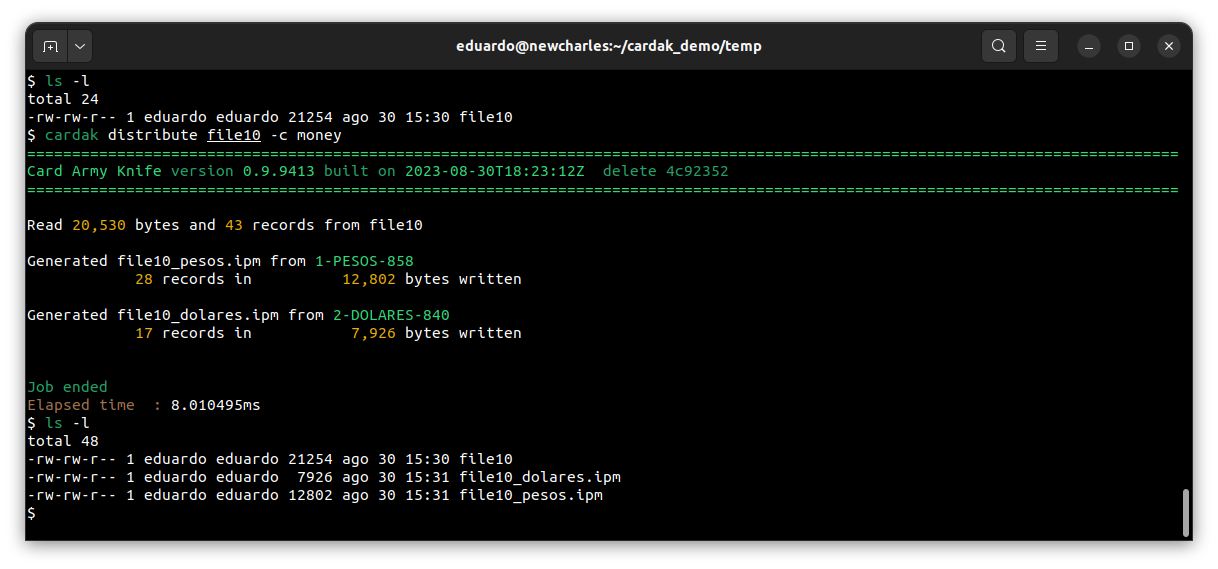 eduardo@newcharles:~/cardak_demo/temp
$ ls -l
total 24
-rw-rw-r-- 1 eduardo eduardo 21254 ago 30 15:30 file10
$ cardak distribute file10 -c money
================================================================================================================================
Card Army Knife version 0.9.9413 built on 2023-08-30T18:23:12Z  delete 4c92352
================================================================================================================================
Read 20,530 bytes and 43 records from file10
Generated file10_pesos.ipm from 1-PESOS-858
            28 records in          12,802 bytes written
Generated file10_dolares.ipm from 2-DOLARES-840
            17 records in           7,926 bytes written
Job ended
Elapsed time  : 8.010495ms
$ ls -l
total 48
-rw-rw-r-- 1 eduardo eduardo 21254 ago 30 15:30 file10
-rw-rw-r-- 1 eduardo eduardo  7926 ago 30 15:31 file10_dolares.ipm
-rw-rw-r-- 1 eduardo eduardo 12802 ago 30 15:31 file10_pesos.ipm
$